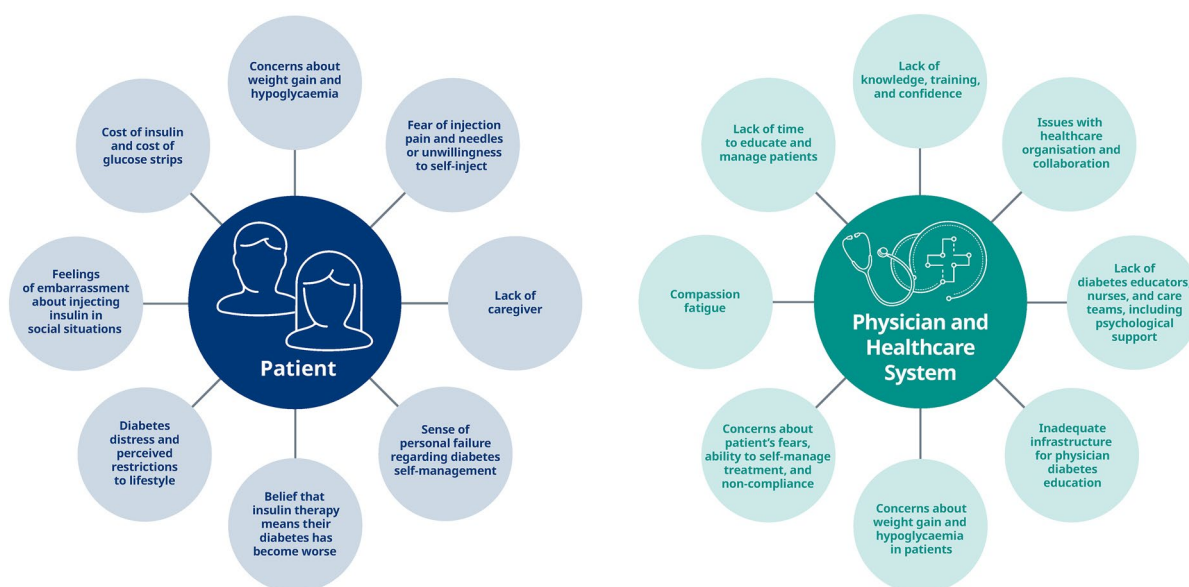 Concerns about
weight gain and
hypoglycaemia
Fear of injection
pain and needles
or unwillingness
to self-inject
Lack of
caregiver
Sense of
personal failure
regarding diabetes
self-management
Belief that
insulin therapy
means their
diabetes has
become worse
Diabetes
distress and
perceived
restrictions
to lifestyle
Feelings
of embarrassment
about injecting
insulin in
social situations
Cost of insulin
and cost of
glucose strips
Patient
Lack of
knowledge, training,
and confidence
Issues with
healthcare
organisation and
collaboration
Lack of
diabetes educators,
nurses, and care
teams, including
psychological
support
Inadequate
infrastructure
for physician
diabetes
education
Concerns about
weight gain and
hypoglycaemia
in patients
Concerns about
patient's fears,
ability to self-manage
treatment, and
non-compliance
Compassion
fatigue
Lack of time
to educate and
manage patients
Physician and
Healthcare
System